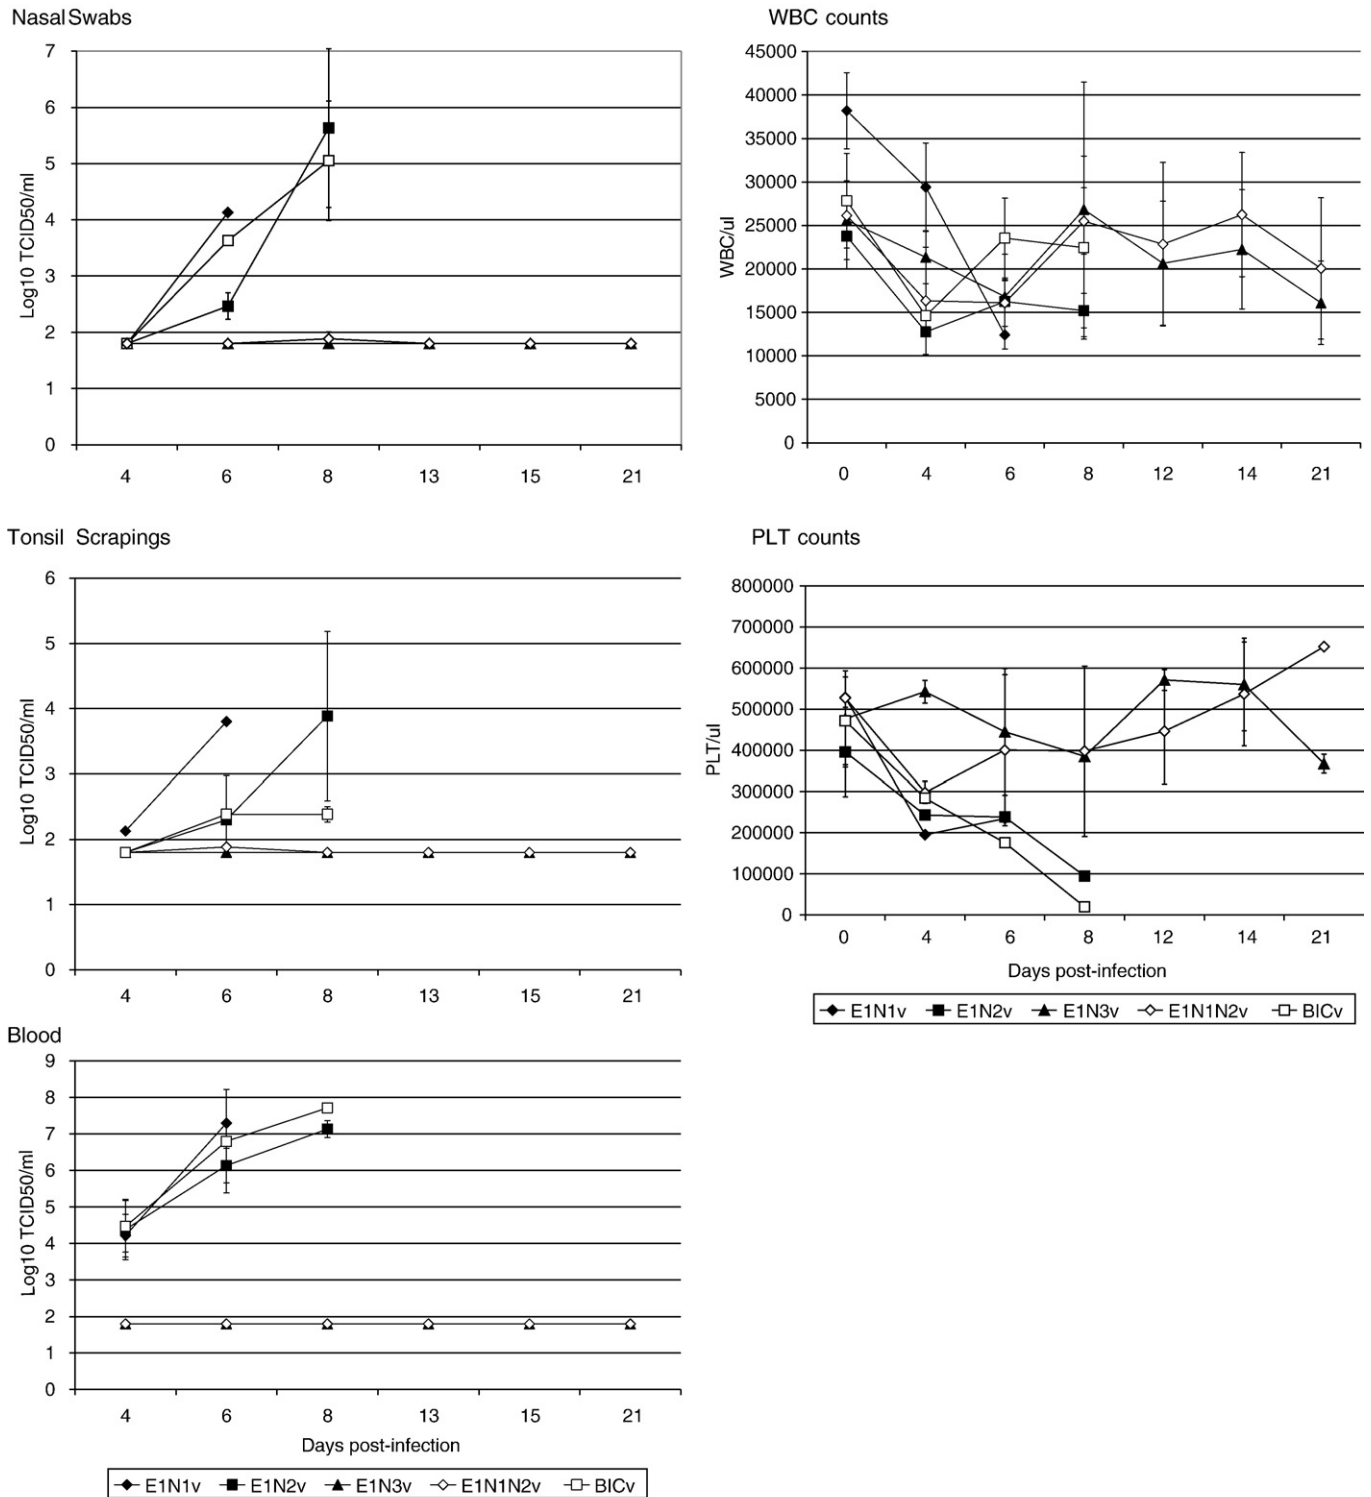 Nasal Swabs
7
6
5
4
3
2
1
0
Log10 TCID50/ml
4 6 8 13 15 21
WBC counts
45000
40000
35000
30000
25000
20000
15000
10000
5000
0
WBC/ul
0 4 6 8 12 14 21
Tonsil Scrapings
6
5
4
3
2
1
0
Log10 TCID50/ml
4 6 8 13 15 21
PLT counts
800000
700000
600000
500000
400000
300000
200000
100000
0
PLT/ul
0 4 6 8 12 14 21
Days post-infection
E1N1v E1N2v E1N3v E1N1N2v BICv
Blood
9
8
7
6
5
4
3
2
1
0
Log10 TCID50/ml
4 6 8 13 15 21
Days post-infection
E1N1v E1N2v E1N3v E1N1N2v BICv